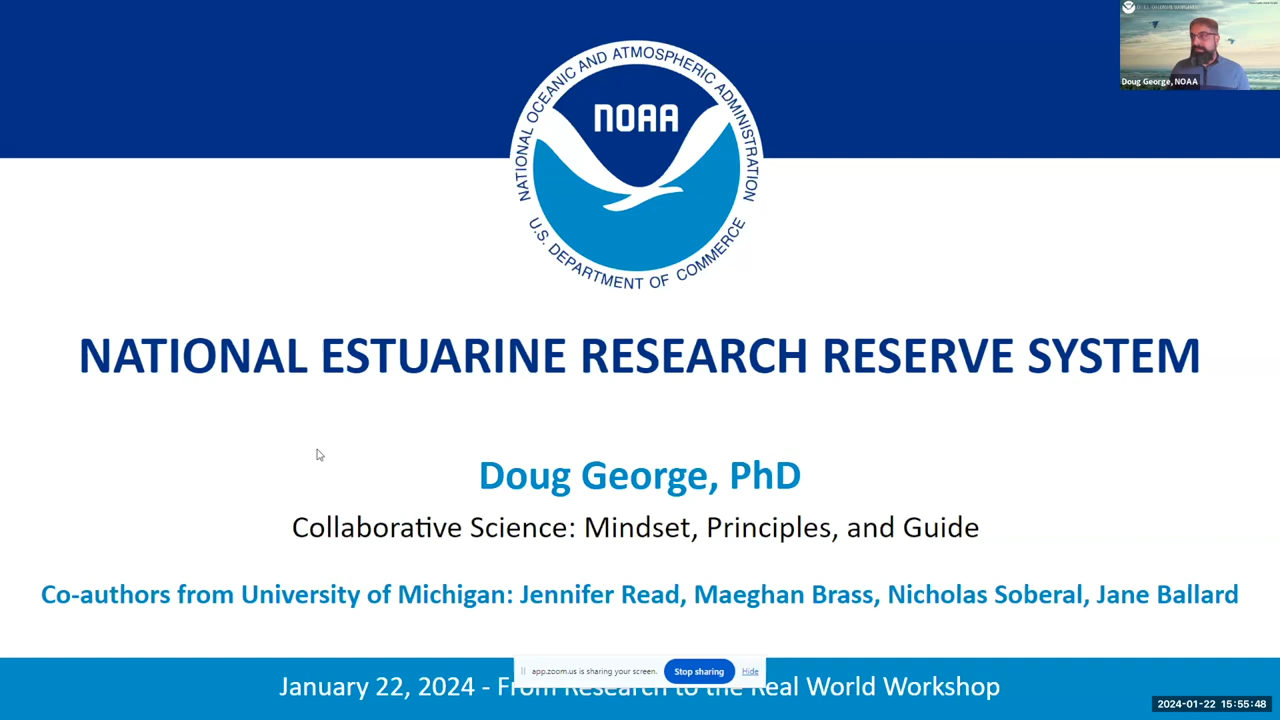 NATIONAL OCEANIC AND ATMOSPHERIC ADMINISTRATION
NOAA
U.S. DEPARTMENT OF COMMERCE
Doug George, NOAA
NATIONAL ESTUARINE RESEARCH RESERVE SYSTEM
Doug George, PhD
Collaborative Science: Mindset, Principles, and Guide
Co-authors from University of Michigan: Jennifer Read, Maeghan Brass, Nicholas Soberal, Jane Ballard
app.zoom.us is sharing your screen.
Stop sharing
Hide
January 22, 2024 - From Research to the Real World Workshop
2024-01-22 15:55:48